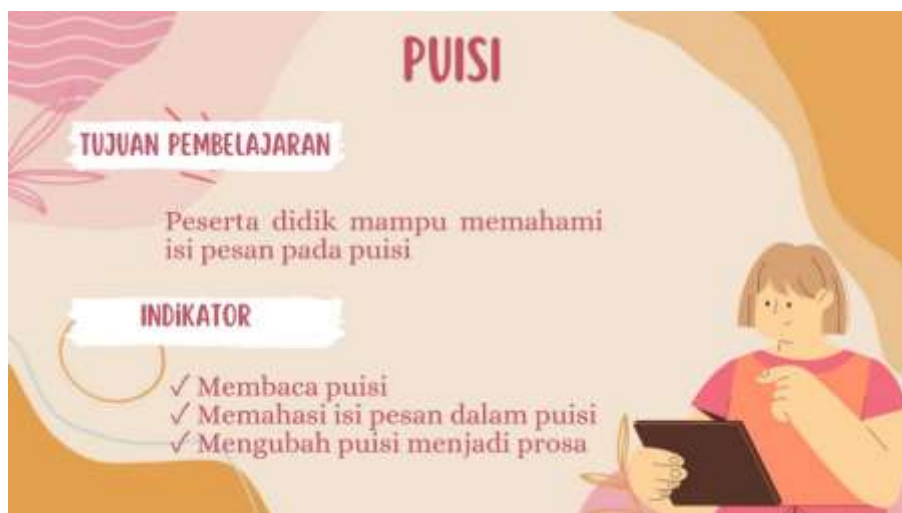 PUISI
TUJUAN PEMBELAJARAN
Peserta didik mampu memahami
isi pesan pada puisi
INDIKATOR
✓ Membaca puisi
✓ Memahasi isi pesan dalam puisi
✓ Mengubah puisi menjadi prosa